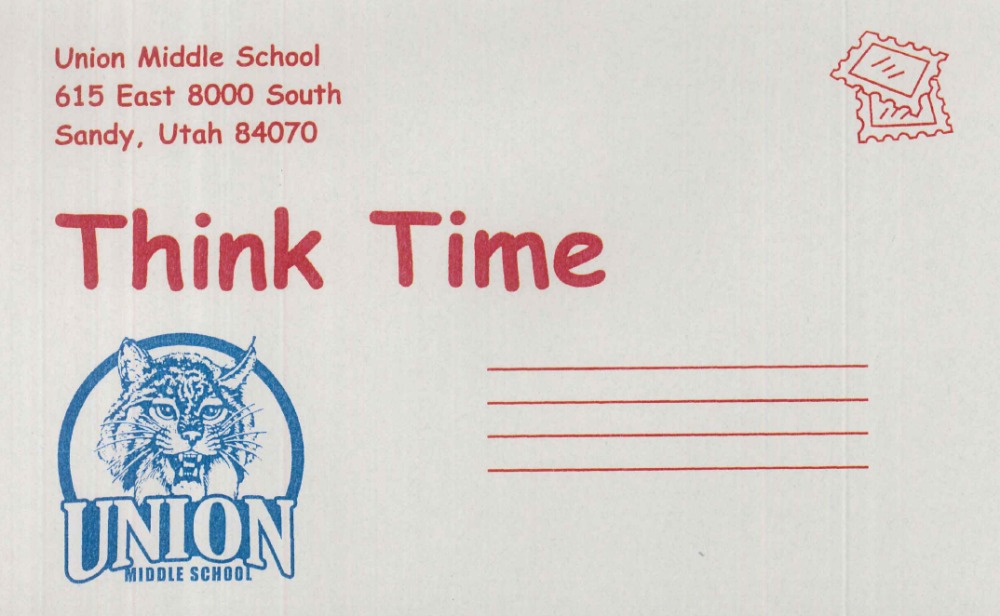 Union Middle School
615 East 8000 South
Sandy, Utah 84070
Think Time
UNION
MIDDLE SCHOOL